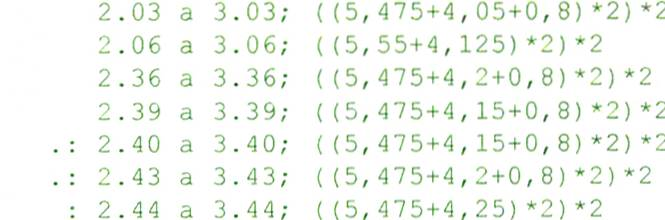 2.03 a 3.03; ((5,475+4,05+0,8)*2)*2
2.06 a 3.06; ((5,55+4,125)*2)*2
2.36 a 3.36; ((5,475+4,2+0,8)*2)*2
2.39 a 3.39; ((5,475+4,15+0,8)*2)*2
.: 2.40 a 3.40; ((5,475+4,15+0,8)*2)*2
.: 2.43 a 3.43; ((5,475+4,2+0,8)*2)*2
: 2.44 a 3.44; ((5,475+4,25)*2)*2